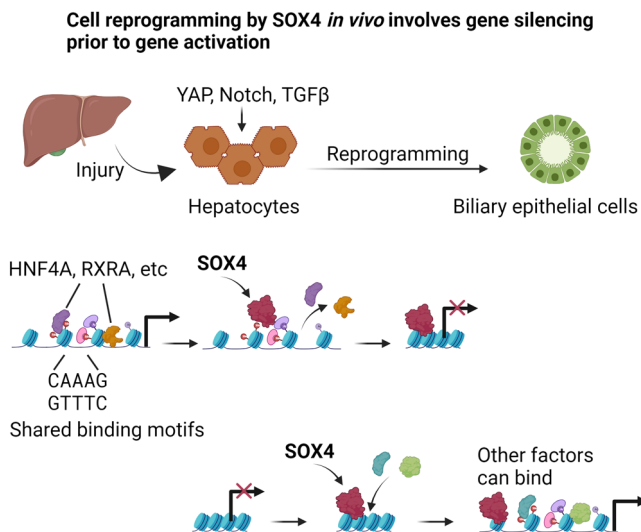 Cell reprogramming by SOX4 in vivo involves gene silencing
prior to gene activation
YAP, Notch, TGFβ
Injury
Reprogramming
Hepatocytes
Biliary epithelial cells
HNF4A, RXRA, etc
SOX4
CAAAG
GTTTC
Shared binding motifs
SOX4
Other factors
can bind